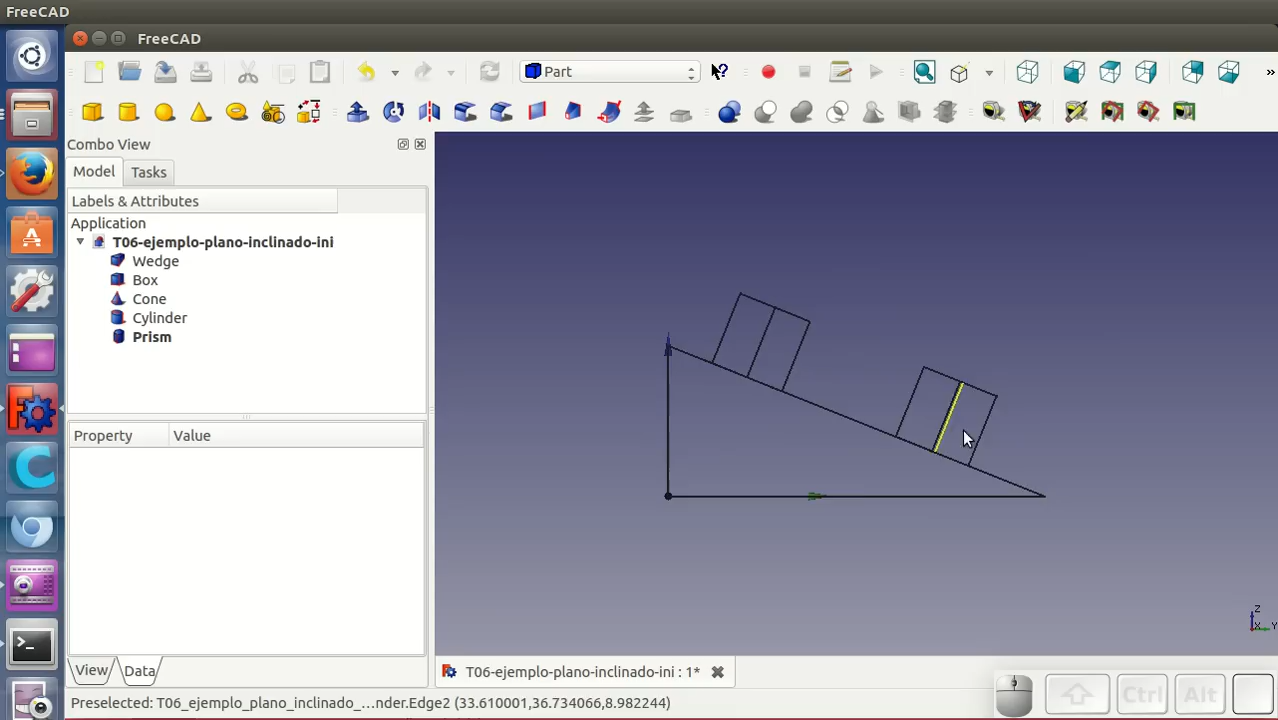 FreeCAD
FreeCAD
Part
»
Combo View
Model
Tasks
Labels & Attributes
Application
T06-ejemplo-plano-inclinado-ini
Wedge
Box
Cone
Cylinder
Prism
Property
Value
View
Data
Z
X
Y
T06-ejemplo-plano-inclinado-ini : 1*
Preselected: T06_ejemplo_plano_inclinado_...nder.Edge2 (33.610001,36.734066,8.982244)
Ctrl
Alt